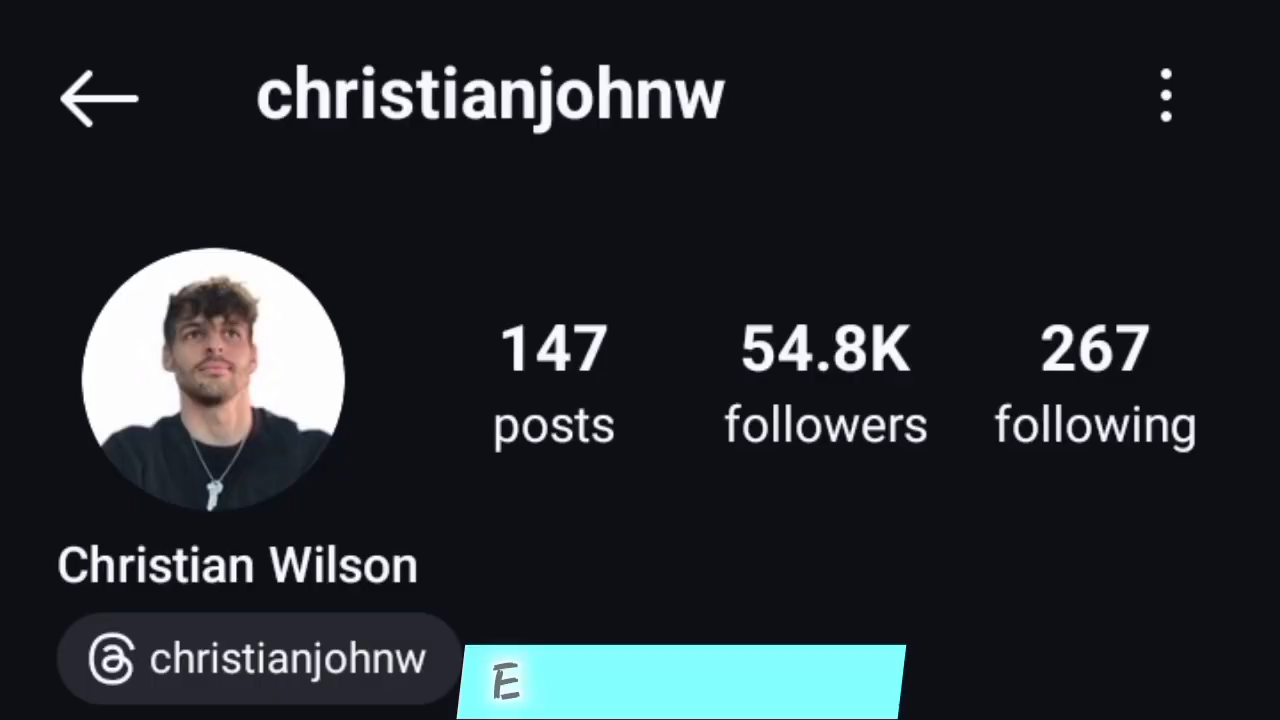 christianjohnw
147 54.8K 267
posts followers following
Christian Wilson
christianjohnw
E